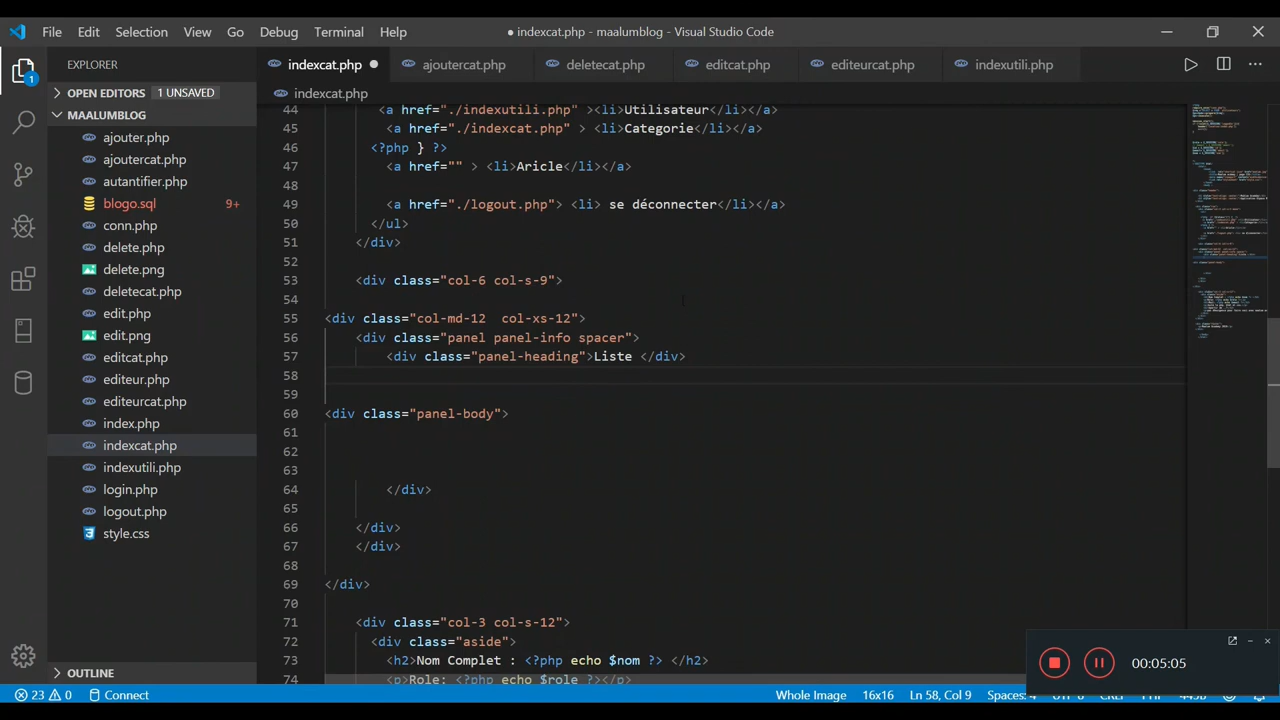 File Edit Selection View Go Debug Terminal Help ● indexcat.php - maalumblog - Visual Studio Code
EXPLORER
indexcat.php ajoutercat.php deletecat.php editcat.php editeurcat.php indexutili.php
OPEN EDITORS 1 UNSAVED
indexcat.php
MAALUMBLOG
ajouter.php
ajoutercat.php
autantifier.php
blogo.sql 9+
conn.php
delete.php
delete.png
deletecat.php
edit.php
edit.png
editcat.php
editeur.php
editeurcat.php
index.php
indexcat.php
indexutili.php
login.php
logout.php
style.css
OUTLINE
44 <a href="./indexutili.php" ><li>Utilisateur</li></a>
45 <a href="./indexcat.php" > <li>Categorie</li></a>
46 <?php } ?>
47 <a href="" > <li>Aricle</li></a>
48
49 <a href="./logout.php"> <li> se déconnecter</li></a>
50 </ul>
51 </div>
52
53 <div class="col-6 col-s-9">
54
55 <div class="col-md-12 col-xs-12">
56 <div class="panel panel-info spacer">
57 <div class="panel-heading">Liste </div>
58
59
60 <div class="panel-body">
61
62
63
64 </div>
65
66 </div>
67 </div>
68
69 </div>
70
71 <div class="col-3 col-s-12">
72 <div class="aside">
73 <h2>Nom Complet : <?php echo $nom ?> </h2>
74 <p>Role: <?php echo $role ?></p>
00:05:05
23 0 Connect Whole Image 16x16 Ln 58, Col 9 Spaces: 4
1